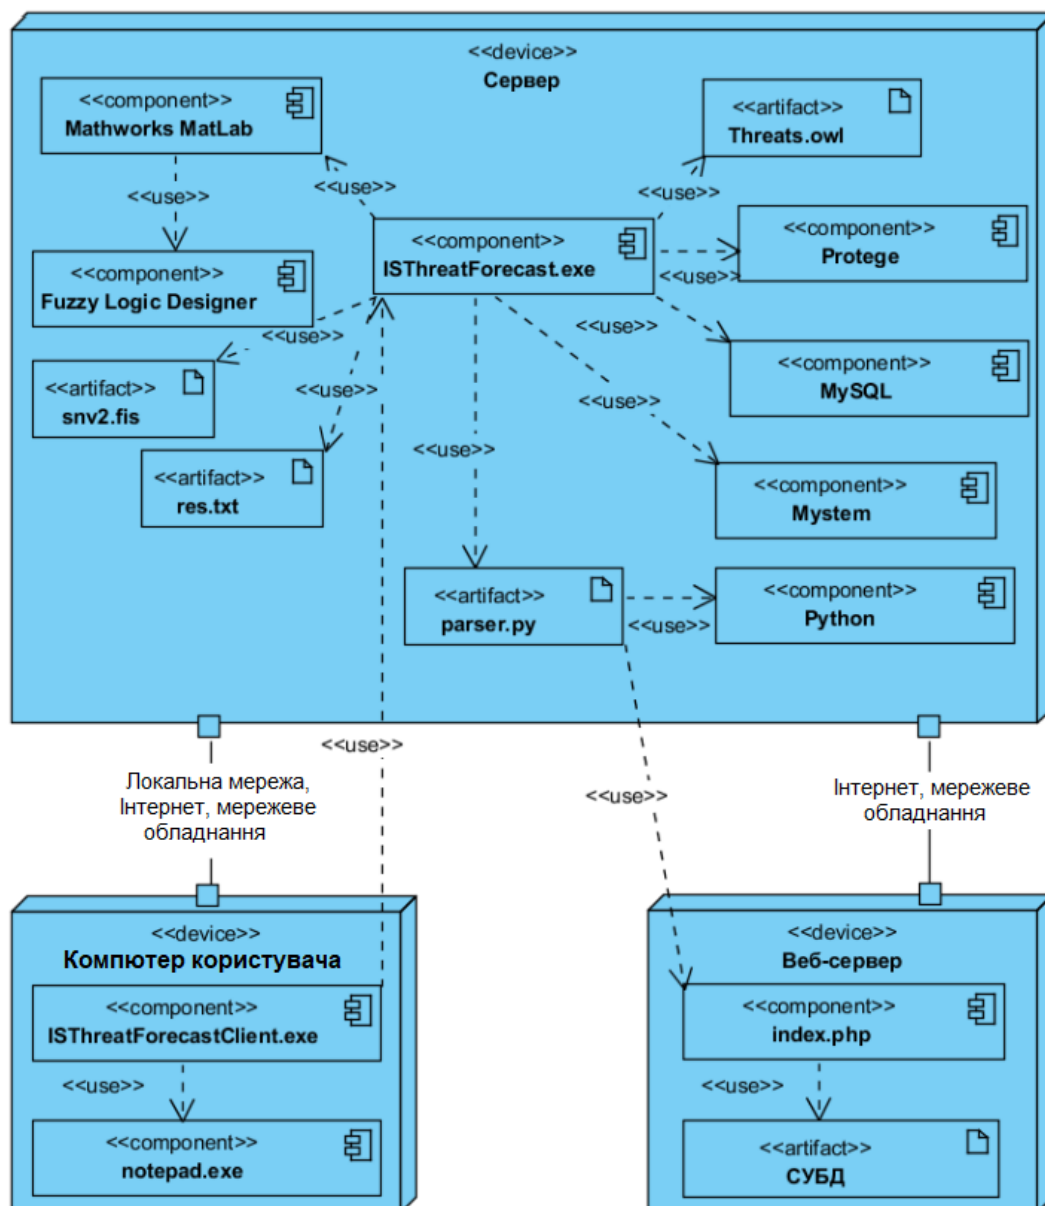 <<device>>
Сервер
<<component>>
Mathworks MatLab
<<artifact>>
Threats.owl
<<use>>
<<use>>
<<use>>
<<component>>
ISThreatForecast.exe
<<component>>
Protege
<<use>>
<<component>>
Fuzzy Logic Designer
<<use>>
<<use>>
<<artifact>>
snv2.fis
<<use>>
<<component>>
MySQL
<<use>>
<<use>>
<<artifact>>
res.txt
<<component>>
Mystem
<<artifact>>
parser.py
<<use>>
<<component>>
Python
<<use>>
Локальна мережа,
Інтернет, мережеве
обладнання
<<use>>
Інтернет, мережеве
обладнання
<<device>>
Компютер користувача
<<component>>
ISThreatForecastClient.exe
<<use>>
<<component>>
notepad.exe
<<device>>
Веб-сервер
<<component>>
index.php
<<use>>
<<artifact>>
СУБД